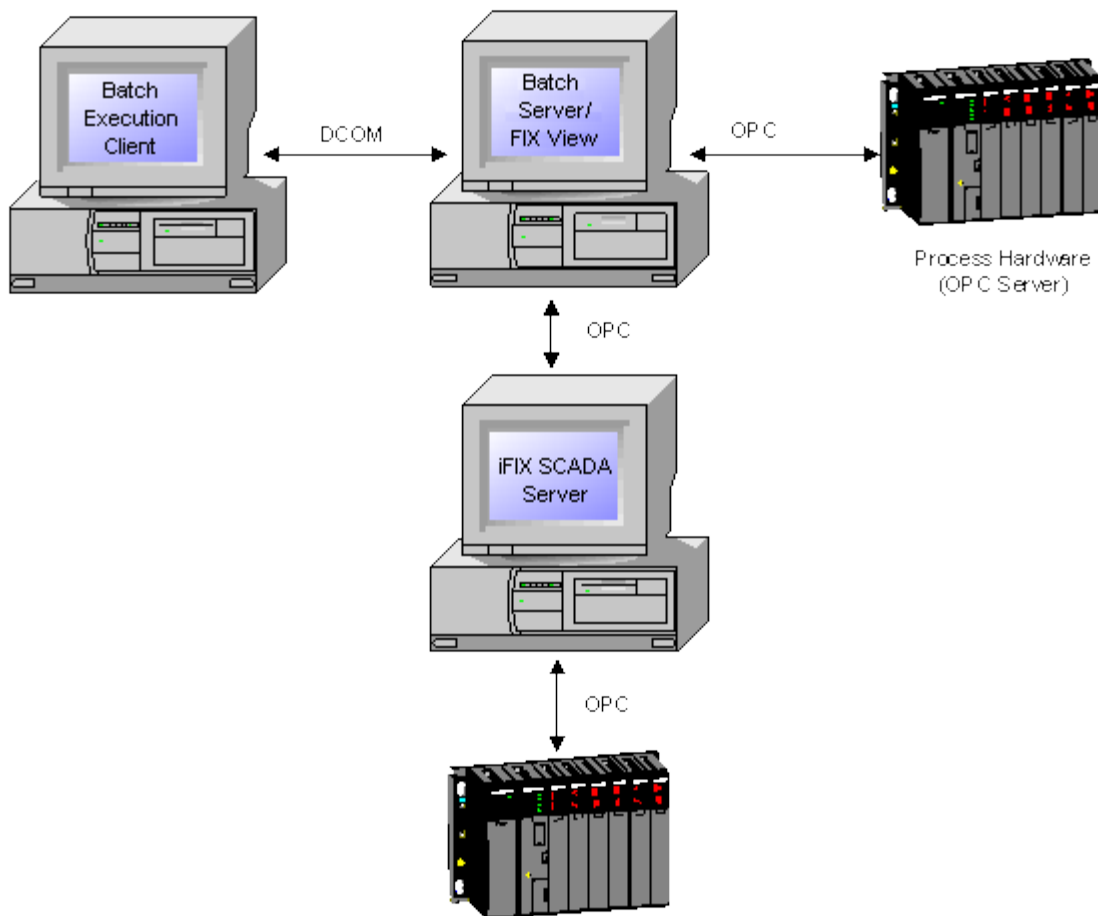 Batch
Execution
Client
DCOM
Batch
Server/
FIX View
OPC
Process Hardware
(OPC Server)
OPC
iFIX SCADA
Server
OPC